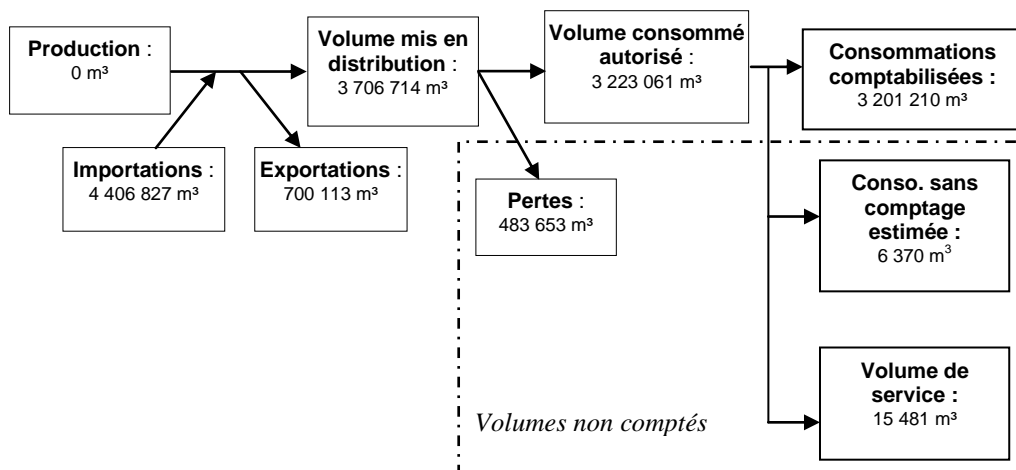 Production :
0 m³
Volume mis en
distribution :
3 706 714 m³
Volume consommé
autorisé :
3 223 061 m³
Consommations
comptabilisées :
3 201 210 m³
Importations :
4 406 827 m³
Exportations :
700 113 m³
Pertes :
483 653 m³
Conso. sans
comptage
estimée :
6 370 m³
Volume de
service :
15 481 m³
Volumes non comptés